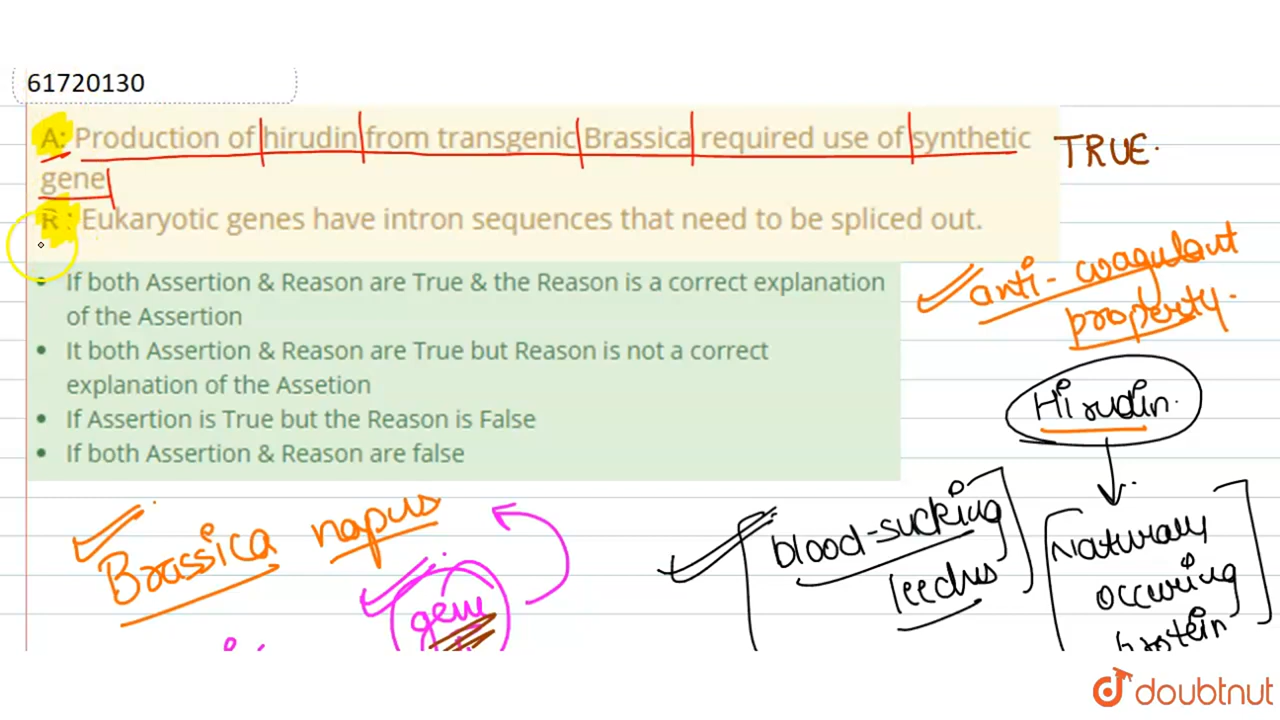 61720130
A: Production of hirudin from transgenic Brassica required use of synthetic
gene
TRUE.
R : Eukaryotic genes have intron sequences that need to be spliced out.
• If both Assertion & Reason are True & the Reason is a correct explanation
of the Assertion
• It both Assertion & Reason are True but Reason is not a correct
explanation of the Assetion
• If Assertion is True but the Reason is False
• If both Assertion & Reason are false
anti-coagulant
property.
Hirudin.
Brassica napus
gene
blood-sucking
leeches
Naturally
occuring
protein
doubtnut